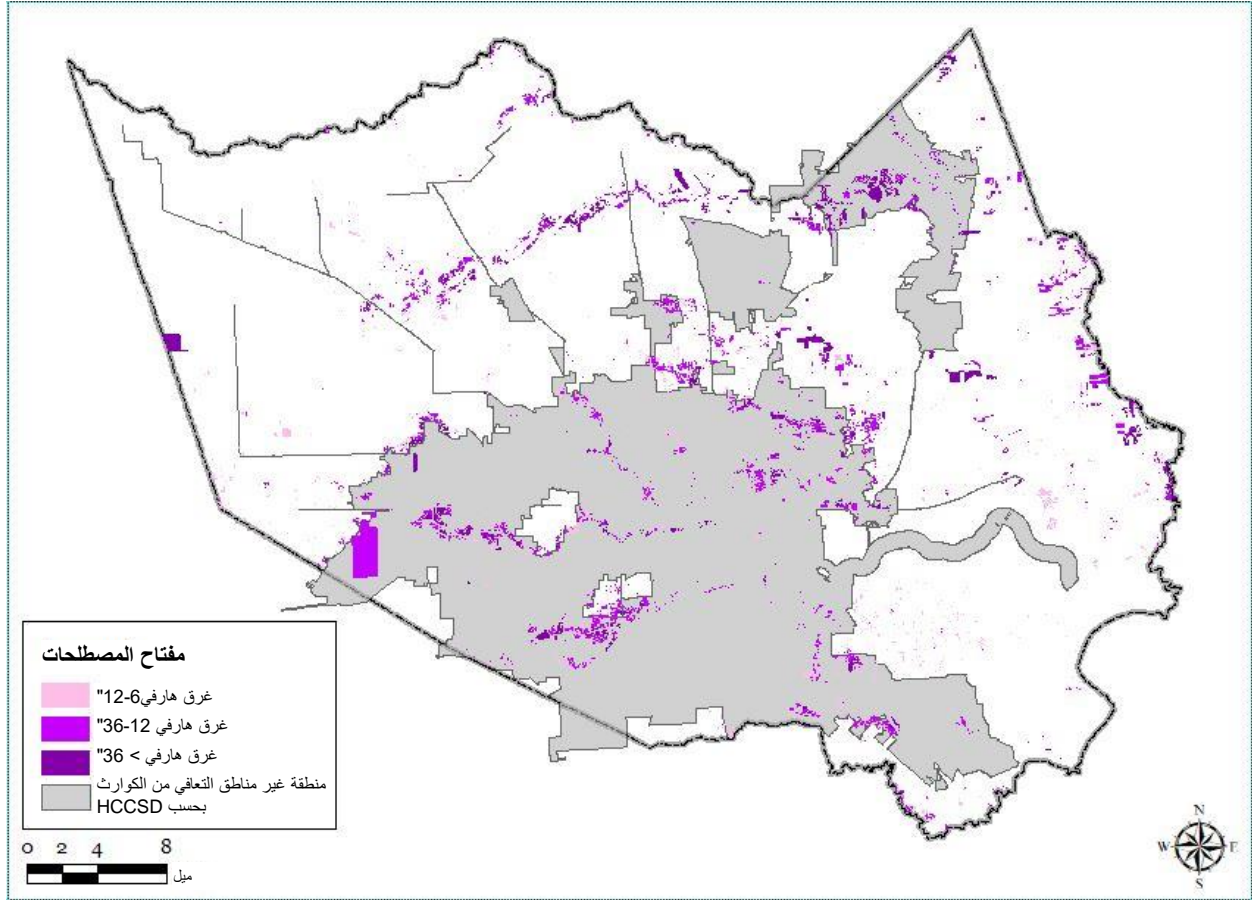 مفتاح المصطلحات
غرق هارفي6-12"
غرق هارفي 12-36"
غرق هارفي > 36"
منطقة غير مناطق التعافي من الكوارث
بحسب HCCSD
0 2 4 8
ميل
N
W E
S